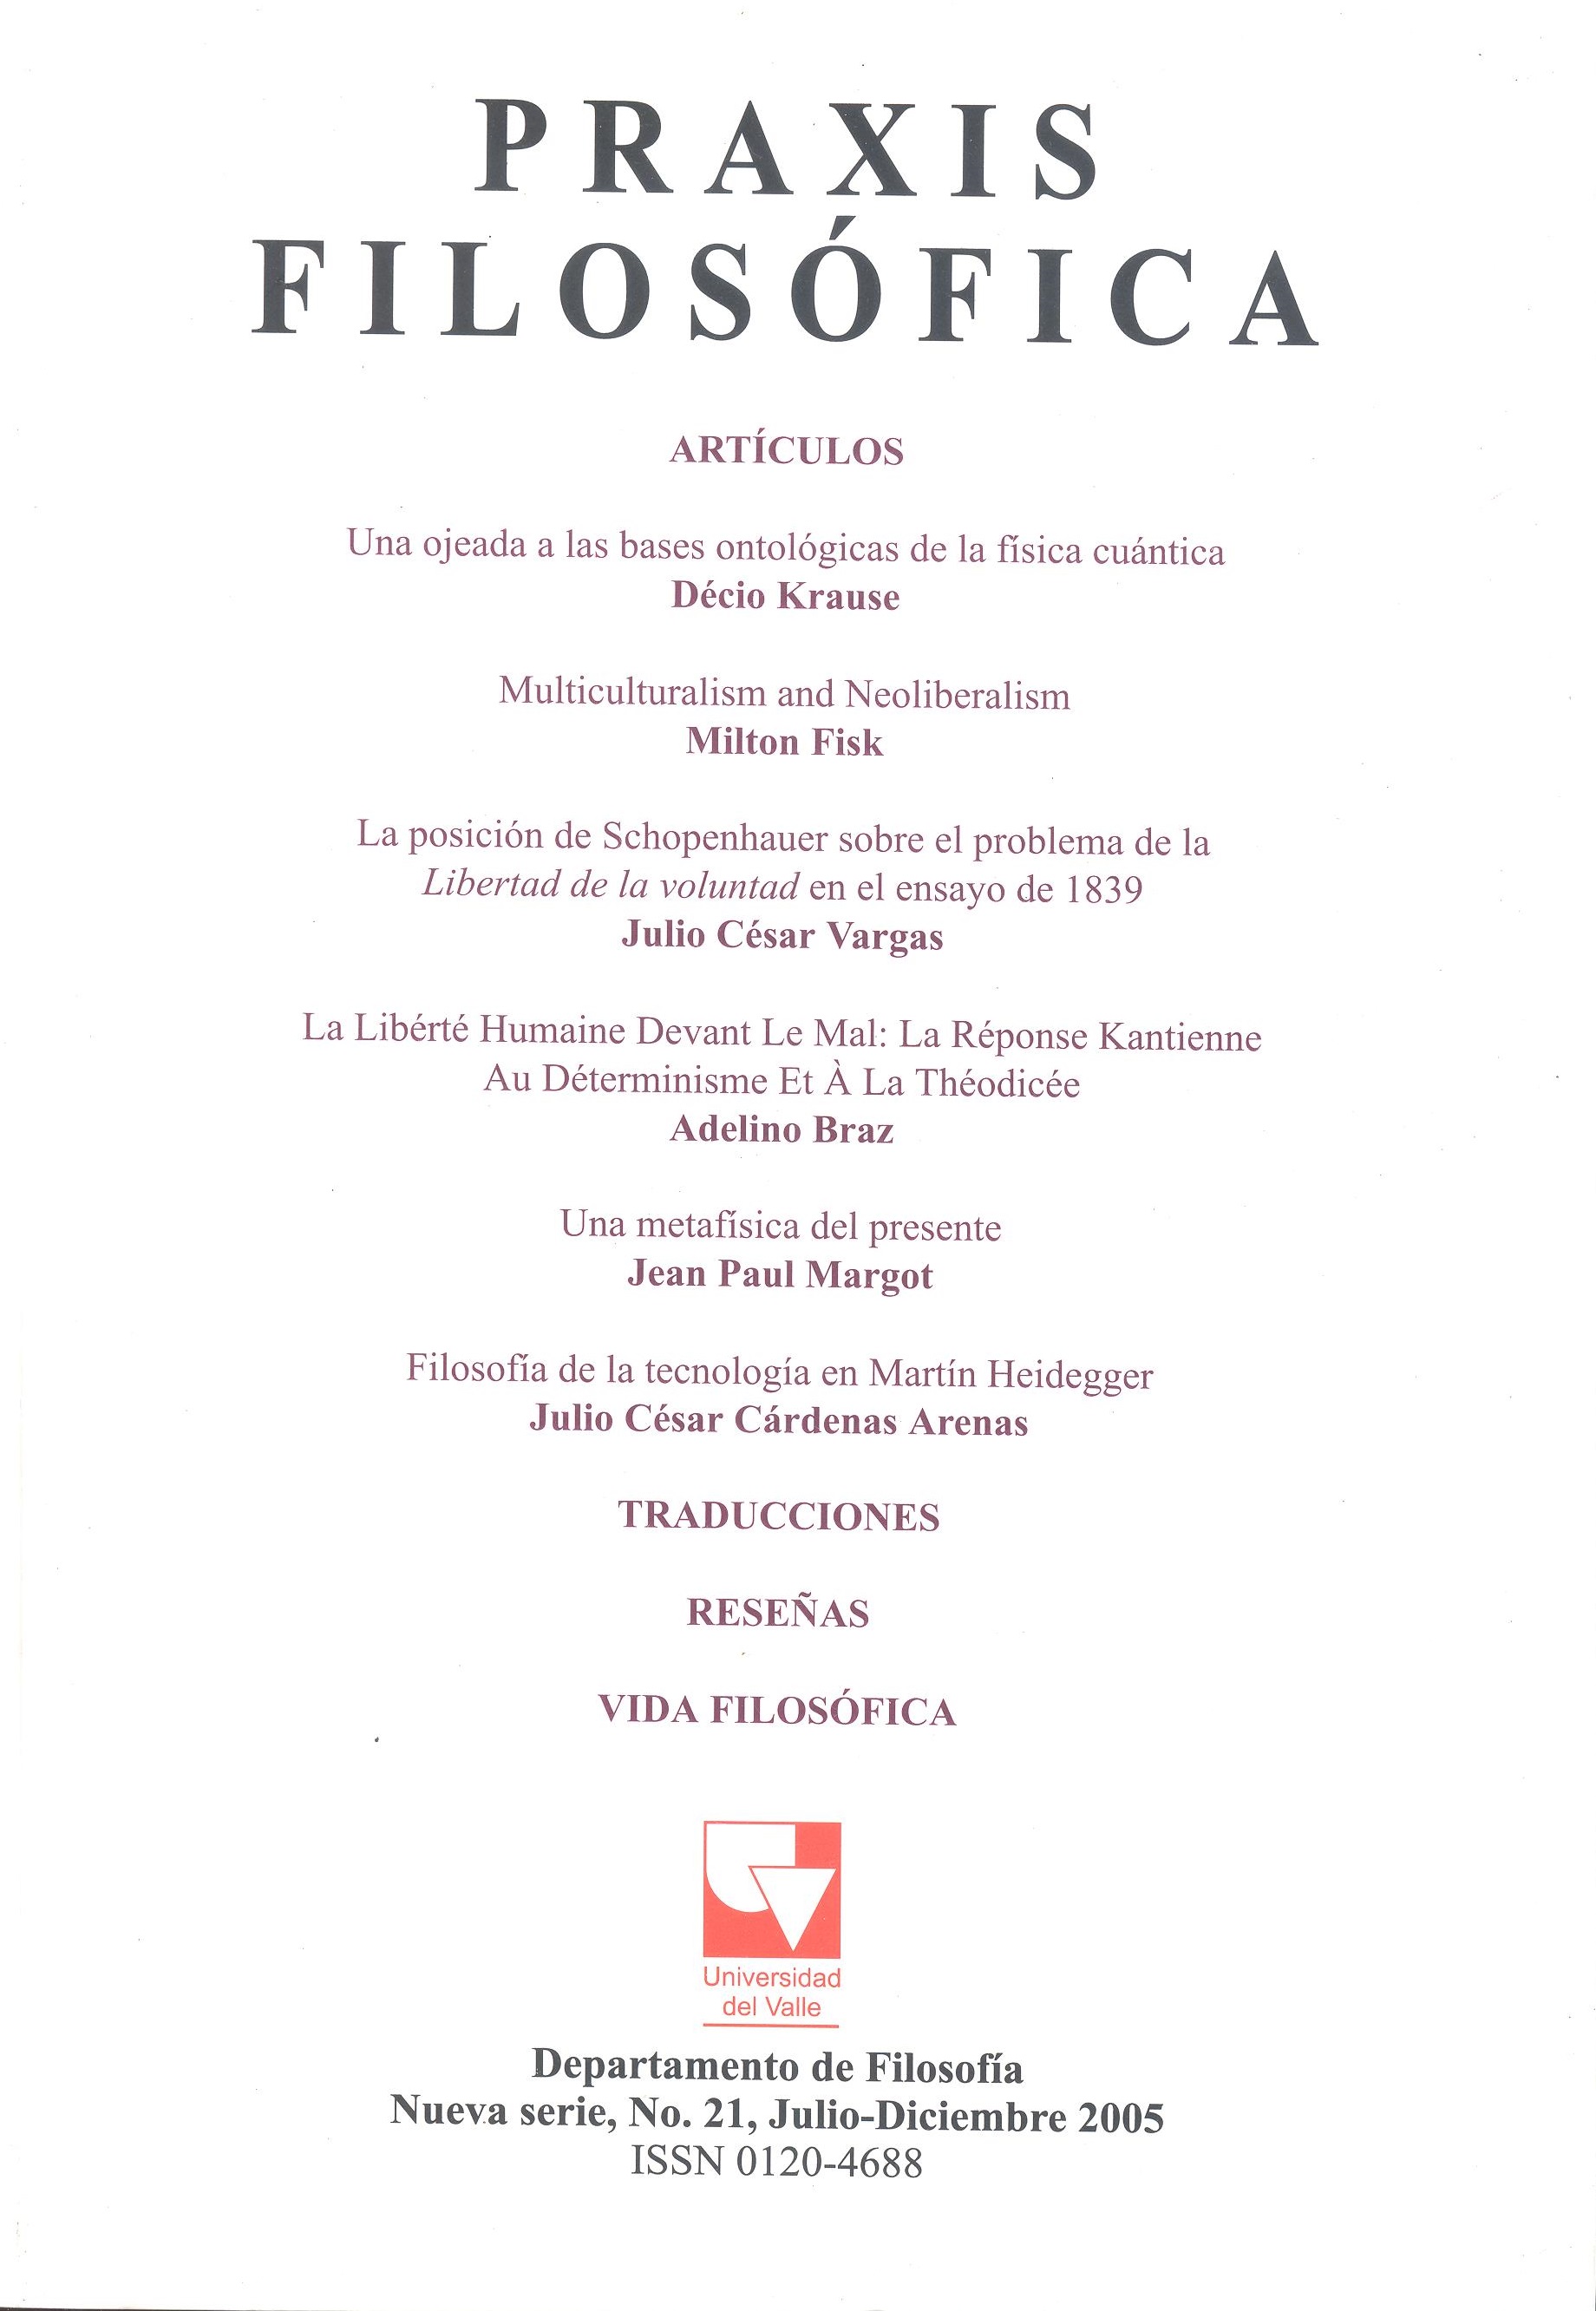 PRAXIS
FILOSÓFICA
ARTÍCULOS
Una ojeada a las bases ontológicas de la física cuántica
Décio Krause
Multiculturalism and Neoliberalism
Milton Fisk
La posición de Schopenhauer sobre el problema de la
Libertad de la voluntad en el ensayo de 1839
Julio César Vargas
La Libérté Humaine Devant Le Mal: La Réponse Kantienne
Au Déterminisme Et À La Théodicée
Adelino Braz
Una metafísica del presente
Jean Paul Margot
Filosofía de la tecnología en Martín Heidegger
Julio César Cárdenas Arenas
TRADUCCIONES
RESEÑAS
VIDA FILOSÓFICA
Universidad
del Valle
Departamento de Filosofía
Nueva serie, No. 21, Julio-Diciembre 2005
ISSN 0120-4688